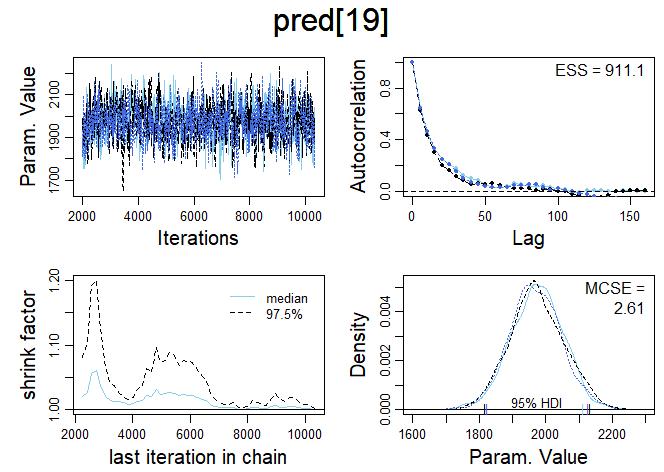 pred[19]
Param. Value
1700
1900
2100
2000
4000
6000
8000
10000
Iterations
Autocorrelation
0.0
0.4
0.8
ESS = 911.1
0
50
100
150
Lag
shrink factor
1.00
1.10
1.20
median
97.5%
2000
4000
6000
8000
10000
last iteration in chain
Density
0.000
0.002
0.004
MCSE =
2.61
95% HDI
1600
1800
2000
2200
Param. Value